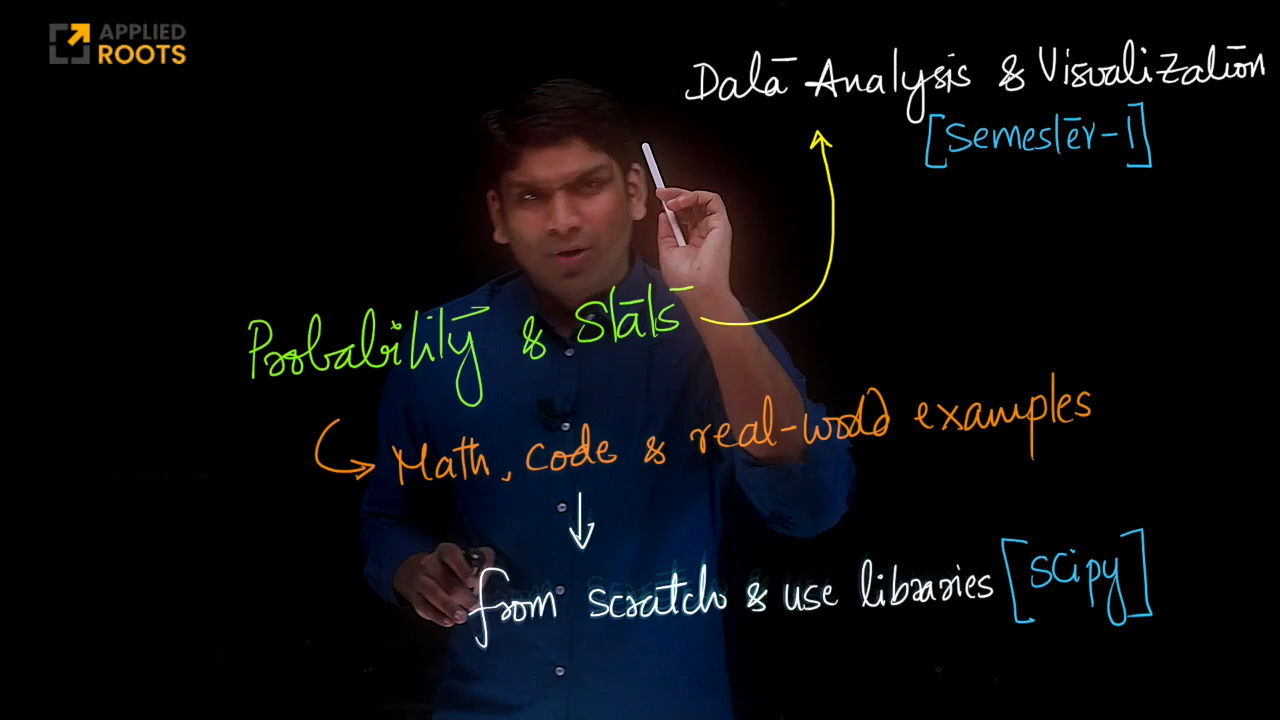 APPLIED
ROOTS
Data Analysis & Visualization
[Semester-1]
Probability & Stats
Math, code & real-world examples
from scratch & use libraries [SCipy]